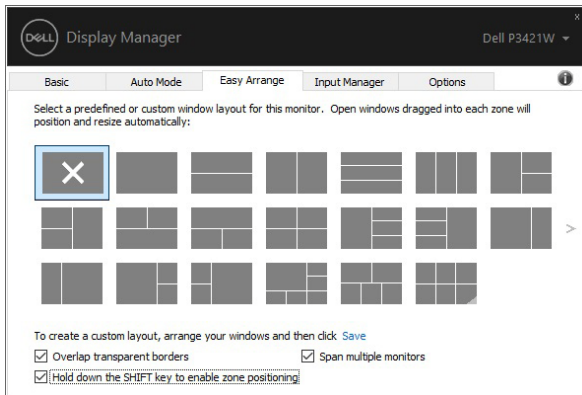 x
DELL Display Manager Dell P3421W
Basic Auto Mode Easy Arrange Input Manager Options i
Select a predefined or custom window layout for this monitor. Open windows dragged into each zone will
position and resize automatically:
>
To create a custom layout, arrange your windows and then click Save
Overlap transparent borders Span multiple monitors
Hold down the SHIFT key to enable zone positioning